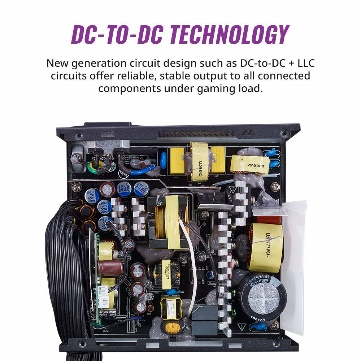 DC-TO-DC TECHNOLOGY
New generation circuit design such as DC-to-DC + LLC
circuits offer reliable, stable output to all connected
components under gaming load.